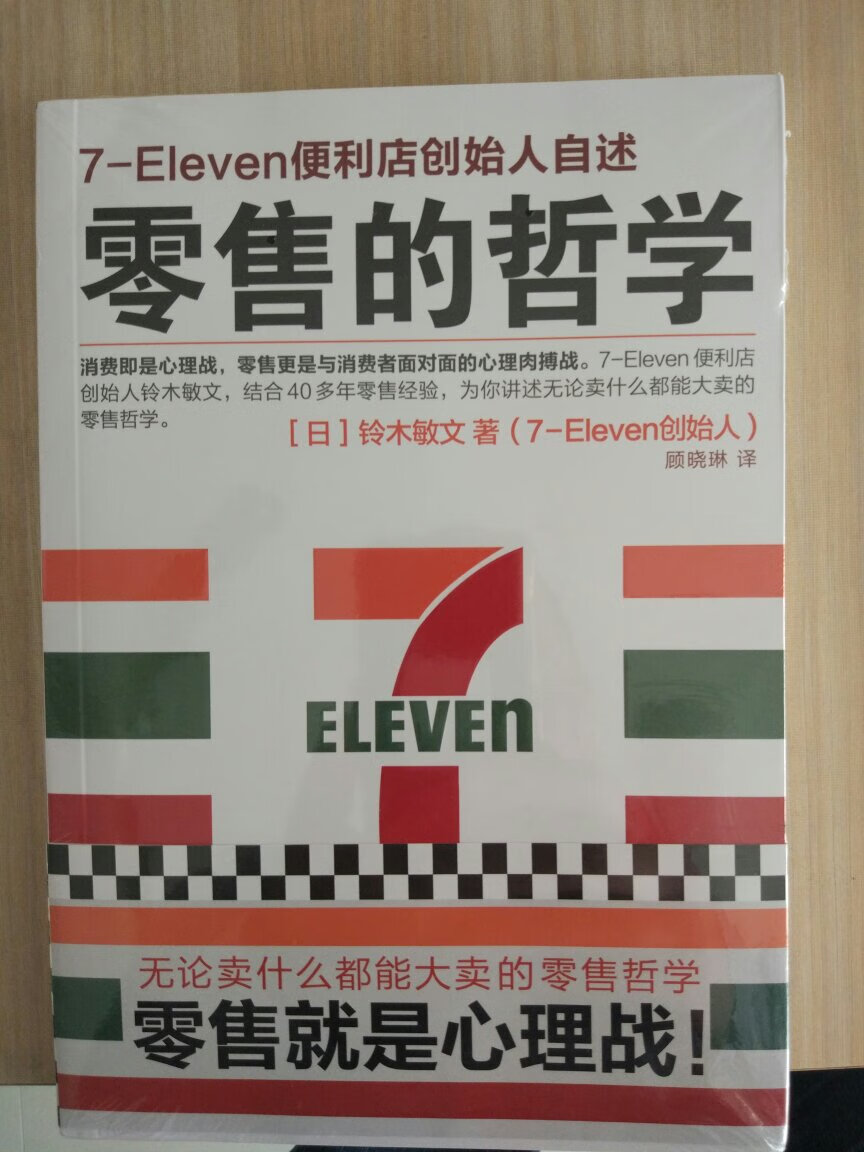 7-Eleven便利店创始人自述
零售的哲学
消费即是心理战，零售更是与消费者面对面的心理肉搏战。7-Eleven 便利店
创始人铃木敏文，结合 40 多年零售经验，为你讲述无论卖什么都能大卖的
零售哲学。
[日] 铃木敏文 著（7-Eleven创始人）
顾晓琳 译
7
ELEVEn
无论卖什么都能大卖的零售哲学
零售就是心理战！